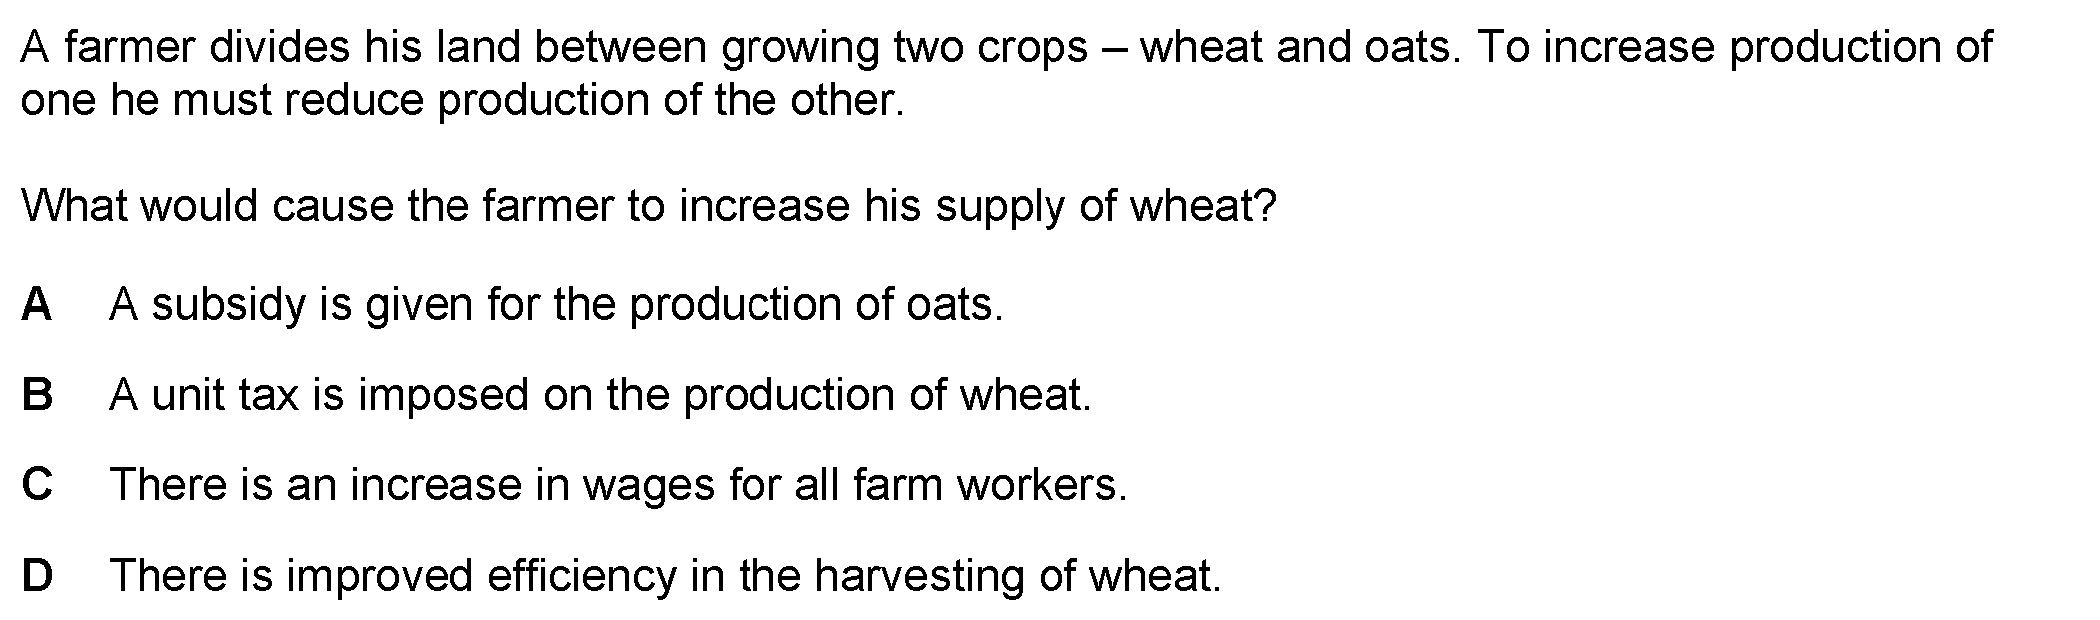 A farmer divides his land between growing two crops – wheat and oats. To increase production of
one he must reduce production of the other.
What would cause the farmer to increase his supply of wheat?
A A subsidy is given for the production of oats.
B A unit tax is imposed on the production of wheat.
C There is an increase in wages for all farm workers.
D There is improved efficiency in the harvesting of wheat.